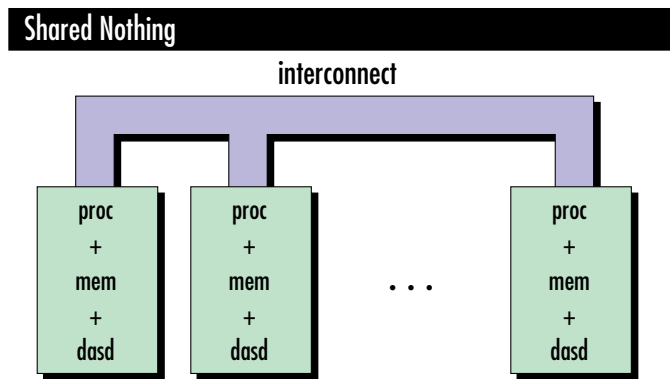 Shared Nothing
interconnect
proc
+
mem
+
dasd
proc
+
mem
+
dasd
. . .
proc
+
mem
+
dasd